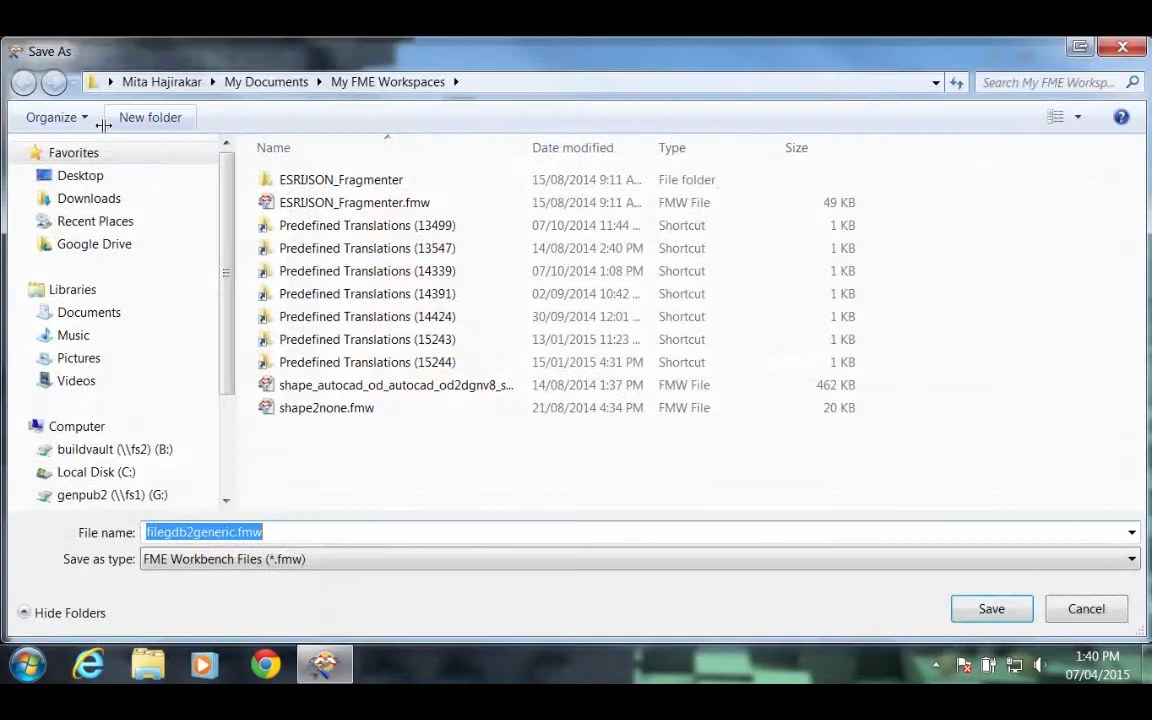 Save As
Mita Hajirakar My Documents My FME Workspaces Search My FME Worksp...
Organize New folder
Name Date modified Type Size
Favorites
Desktop
Downloads
Recent Places
Google Drive
Libraries
Documents
Music
Pictures
Videos
Computer
buildvault (\\fs2) (B:)
Local Disk (C:)
genpub2 (\\fs1) (G:)
ESRIJSON_Fragmenter 15/08/2014 9:11 A... File folder
ESRIJSON_Fragmenter.fmw 15/08/2014 9:11 A... FMW File 49 KB
Predefined Translations (13499) 07/10/2014 11:44 ... Shortcut 1 KB
Predefined Translations (13547) 14/08/2014 2:40 PM Shortcut 1 KB
Predefined Translations (14339) 07/10/2014 1:08 PM Shortcut 1 KB
Predefined Translations (14391) 02/09/2014 10:42 ... Shortcut 1 KB
Predefined Translations (14424) 30/09/2014 12:01 ... Shortcut 1 KB
Predefined Translations (15243) 13/01/2015 11:23 ... Shortcut 1 KB
Predefined Translations (15244) 15/01/2015 4:31 PM Shortcut 1 KB
shape_autocad_od_autocad_od2dgnv8_s... 14/08/2014 1:37 PM FMW File 462 KB
shape2none.fmw 21/08/2014 4:34 PM FMW File 20 KB
File name: filegdb2generic.fmw
Save as type: FME Workbench Files (*.fmw)
Hide Folders Save Cancel
1:40 PM
07/04/2015